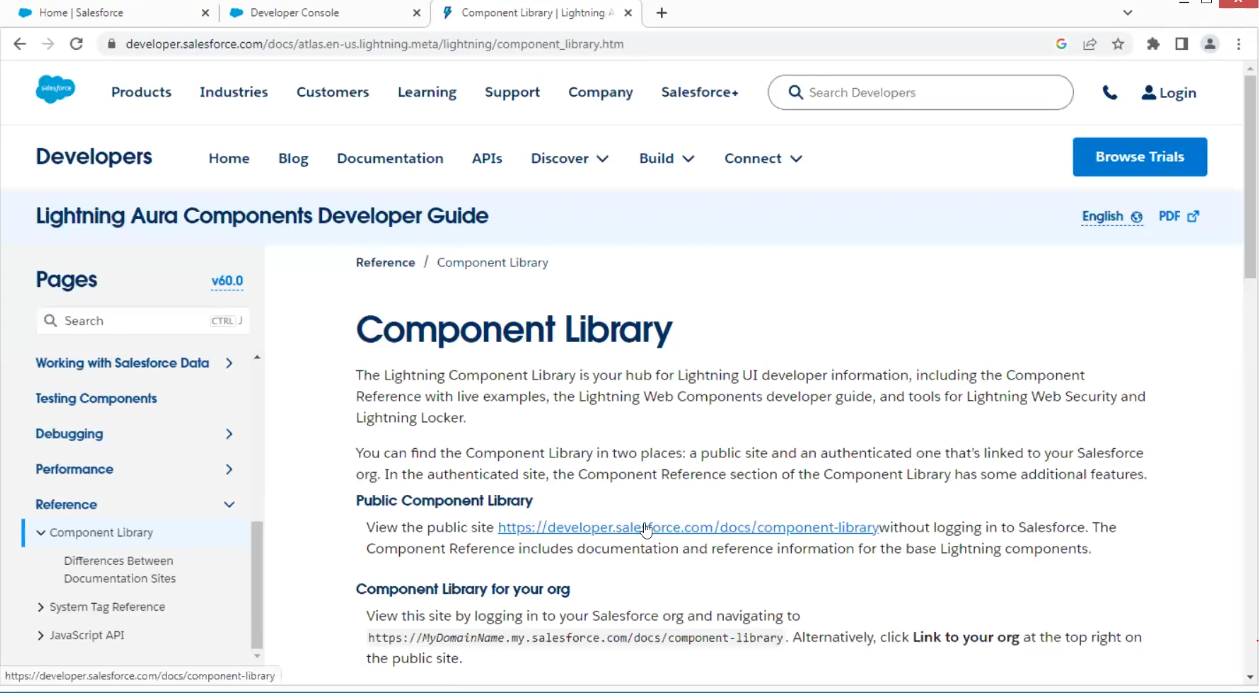 Home | Salesforce
Developer Console
Component Library | Lightning
developer.salesforce.com/docs/atlas.en-us.lightning.meta/lightning/component_library.htm
salesforce
Products
Industries
Customers
Learning
Support
Company
Salesforce+
Search Developers
Login
Developers
Home
Blog
Documentation
APIs
Discover
Build
Connect
Browse Trials
Lightning Aura Components Developer Guide
English
PDF
Pages
v60.0
Search
CTRL J
Working with Salesforce Data
Testing Components
Debugging
Performance
Reference
Component Library
Differences Between
Documentation Sites
System Tag Reference
JavaScript API
https://developer.salesforce.com/docs/component-library
Reference / Component Library
Component Library
The Lightning Component Library is your hub for Lightning UI developer information, including the Component
Reference with live examples, the Lightning Web Components developer guide, and tools for Lightning Web Security and
Lightning Locker.
You can find the Component Library in two places: a public site and an authenticated one that's linked to your Salesforce
org. In the authenticated site, the Component Reference section of the Component Library has some additional features.
Public Component Library
View the public site https://developer.salesforce.com/docs/component-librarywithout logging in to Salesforce. The
Component Reference includes documentation and reference information for the base Lightning components.
Component Library for your org
View this site by logging in to your Salesforce org and navigating to
https://MyDomainName.my.salesforce.com/docs/component-library. Alternatively, click Link to your org at the top right on
the public site.